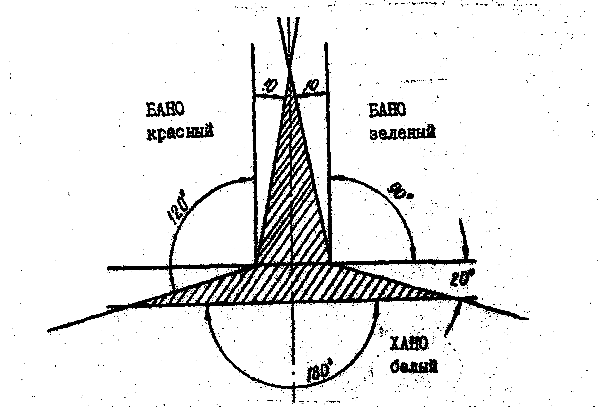 10 10
БАНО
красный
БАНО
зеленый
120°
90°
20°
ХАНО
белый
180°